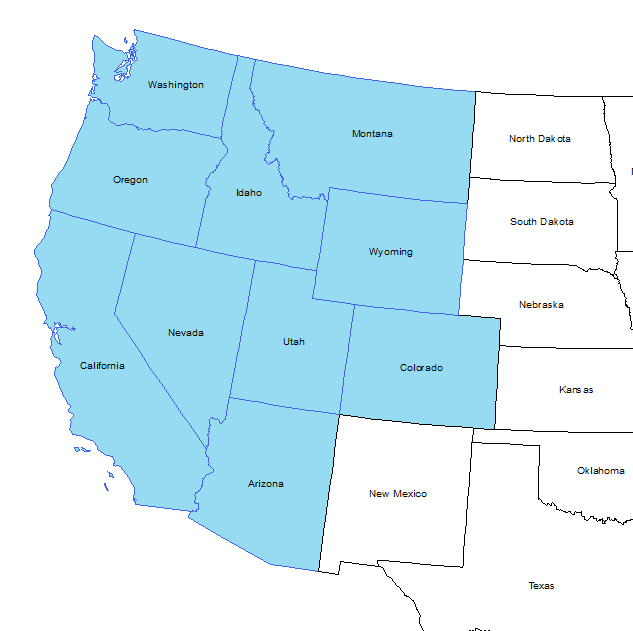 Washington
Montana
North Dakota
Oregon
Idaho
South Dakota
Wyoming
Nebraska
Nevada
Utah
California
Colorado
Kansas
Oklahoma
Arizona
New Mexico
Texas